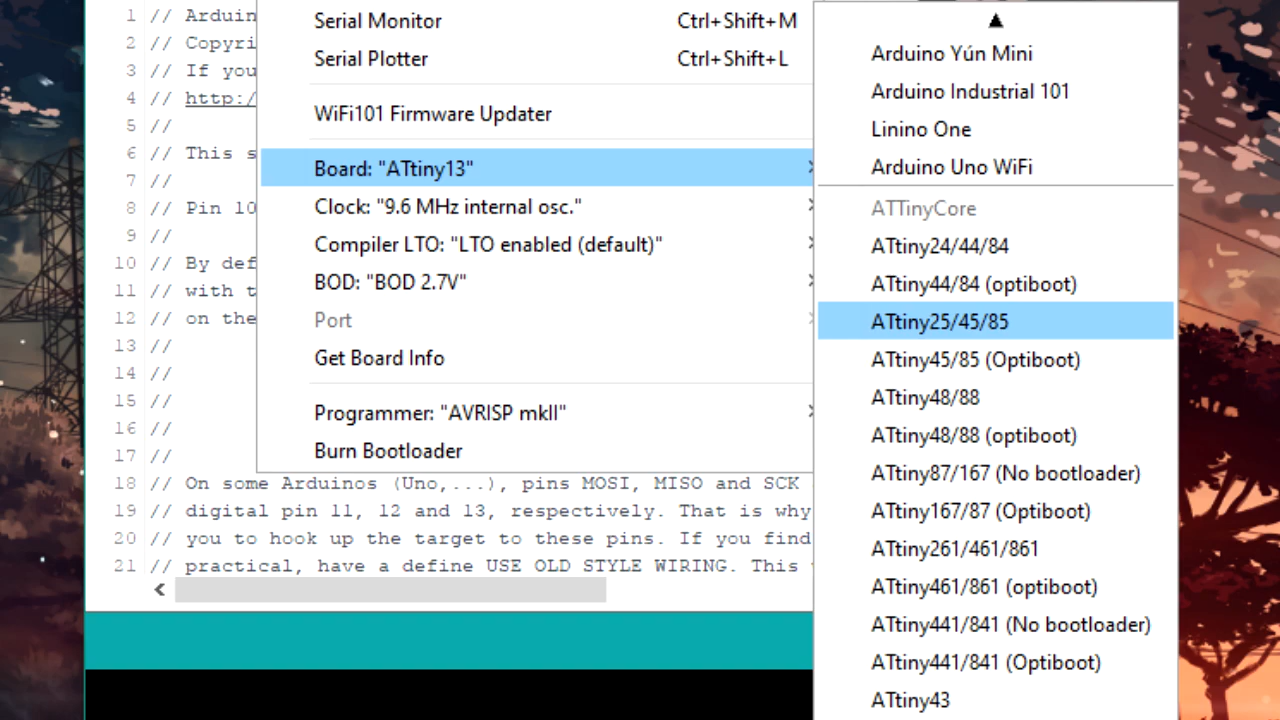 1 // Arduin
2 // Copyri
3 // If you
4 // http:/
5 //
6 // This s
7 //
8 // Pin 10
9 //
10 // By def
11 // with t
12 // on the
13 //
14 //
15 //
16 //
17 //
18 // On some Arduinos (Uno,...), pins MOSI, MISO and SCK
19 // digital pin 11, 12 and 13, respectively. That is why
20 // you to hook up the target to these pins. If you find
21 // practical, have a define USE OLD STYLE WIRING. This
Serial Monitor Ctrl+Shift+M
Serial Plotter Ctrl+Shift+L
WiFi101 Firmware Updater
Board: "ATtiny13"
Clock: "9.6 MHz internal osc."
Compiler LTO: "LTO enabled (default)"
BOD: "BOD 2.7V"
Port
Get Board Info
Programmer: "AVRISP mkII"
Burn Bootloader
Arduino Yún Mini
Arduino Industrial 101
Linino One
Arduino Uno WiFi
ATTinyCore
ATtiny24/44/84
ATtiny44/84 (optiboot)
ATtiny25/45/85
ATtiny45/85 (Optiboot)
ATtiny48/88
ATtiny48/88 (optiboot)
ATtiny87/167 (No bootloader)
ATtiny167/87 (Optiboot)
ATtiny261/461/861
ATtiny461/861 (optiboot)
ATtiny441/841 (No bootloader)
ATtiny441/841 (Optiboot)
ATtiny43